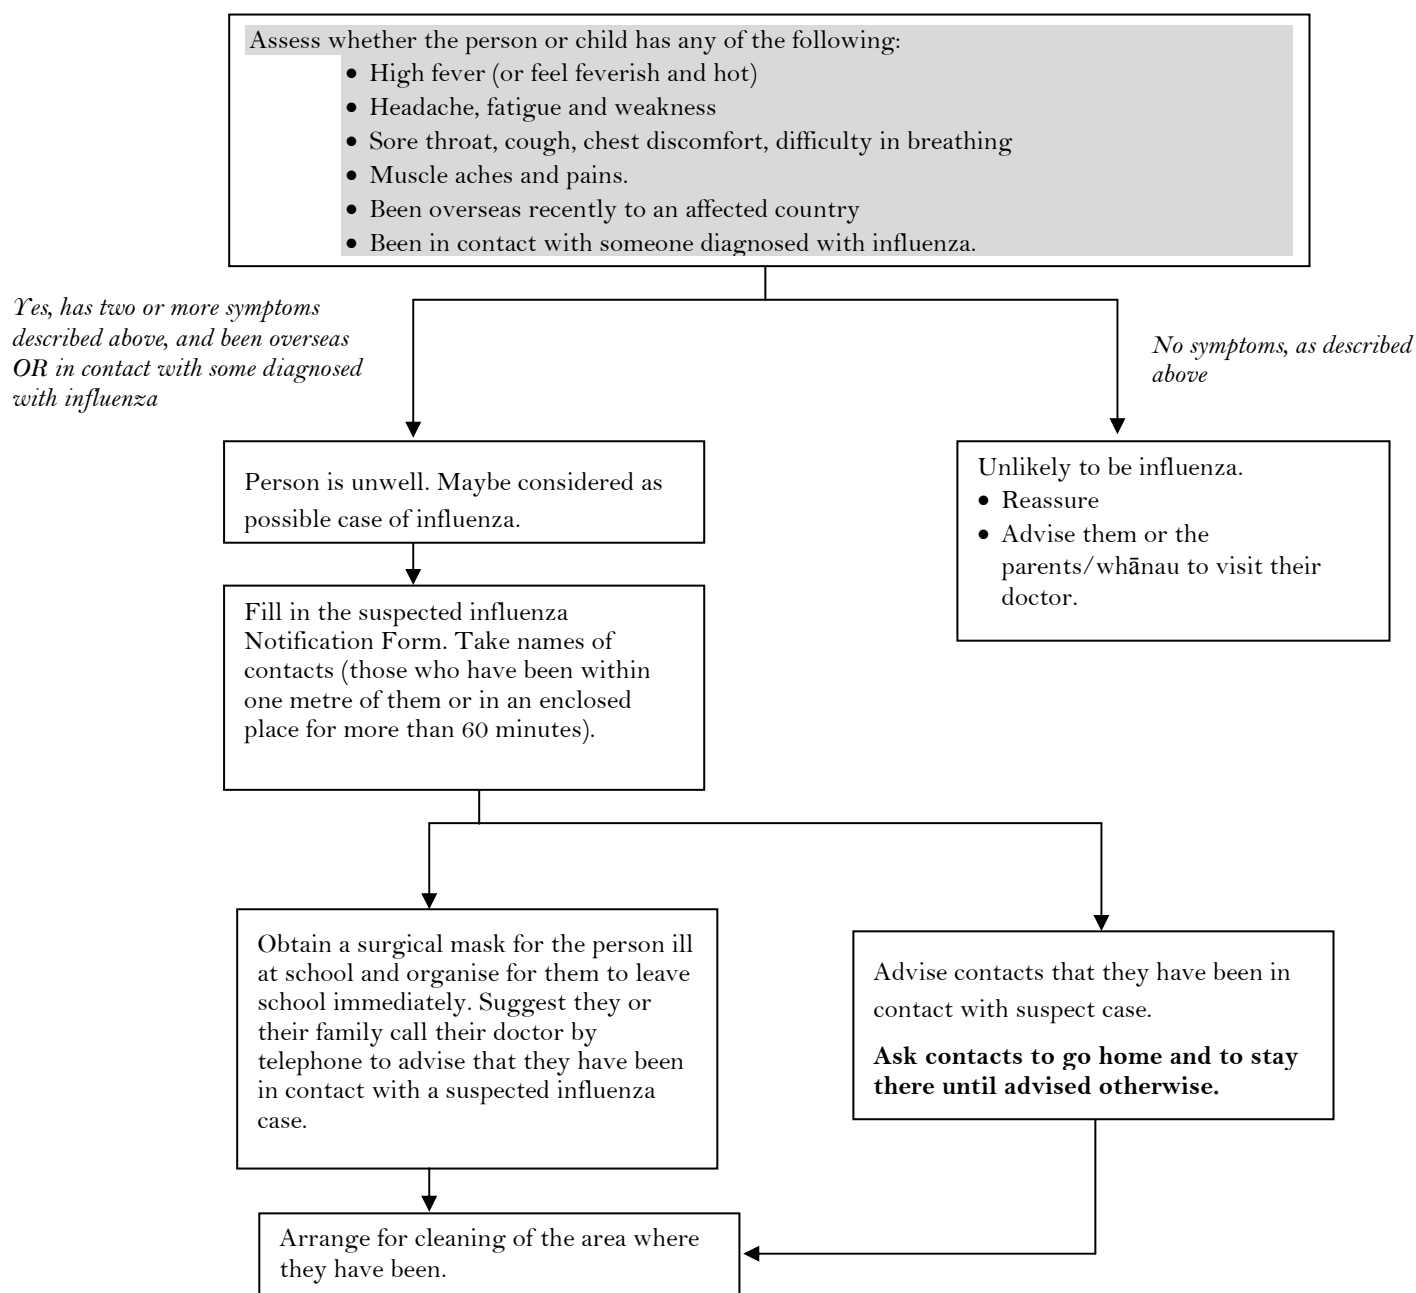 Assess whether the person or child has any of the following:
• High fever (or feel feverish and hot)
• Headache, fatigue and weakness
• Sore throat, cough, chest discomfort, difficulty in breathing
• Muscle aches and pains.
• Been overseas recently to an affected country
• Been in contact with someone diagnosed with influenza.
Yes, has two or more symptoms
described above, and been overseas
OR in contact with some diagnosed
with influenza
No symptoms, as described
above
Person is unwell. Maybe considered as
possible case of influenza.
Unlikely to be influenza.
• Reassure
• Advise them or the
parents/whānau to visit their
doctor.
Fill in the suspected influenza
Notification Form. Take names of
contacts (those who have been within
one metre of them or in an enclosed
place for more than 60 minutes).
Obtain a surgical mask for the person ill
at school and organise for them to leave
school immediately. Suggest they or
their family call their doctor by
telephone to advise that they have been
in contact with a suspected influenza
case.
Advise contacts that they have been in
contact with suspect case.
Ask contacts to go home and to stay
there until advised otherwise.
Arrange for cleaning of the area where
they have been.